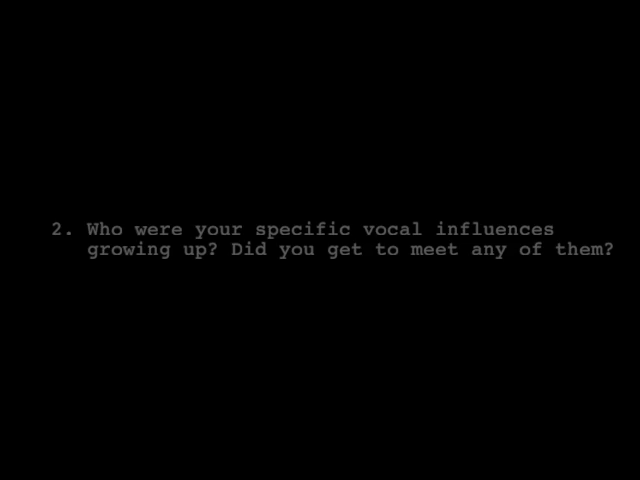 2. Who were your specific vocal influences
growing up? Did you get to meet any of them?